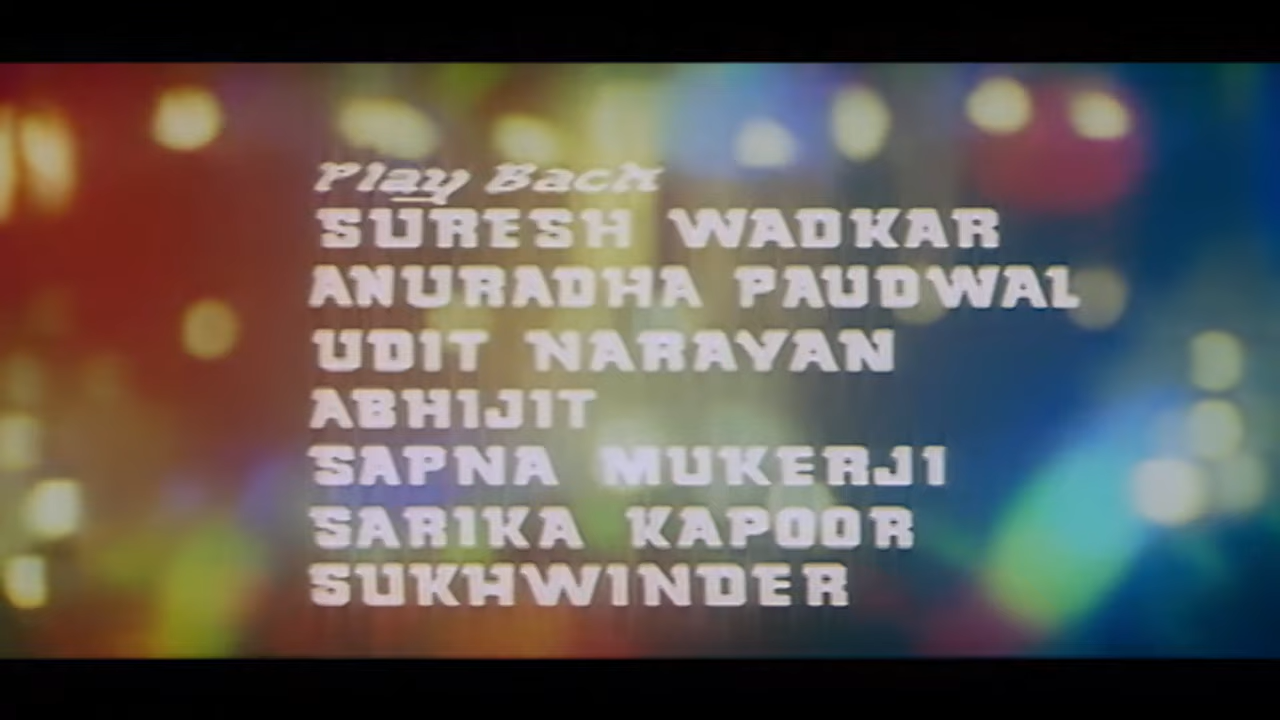 Play Back
SURESH WADKAR
ANURADHA PAUDWAL
UDIT NARAYAN
ABHIJIT
SAPNA MUKERJI
SARIKA KAPOOR
SUKHWINDER